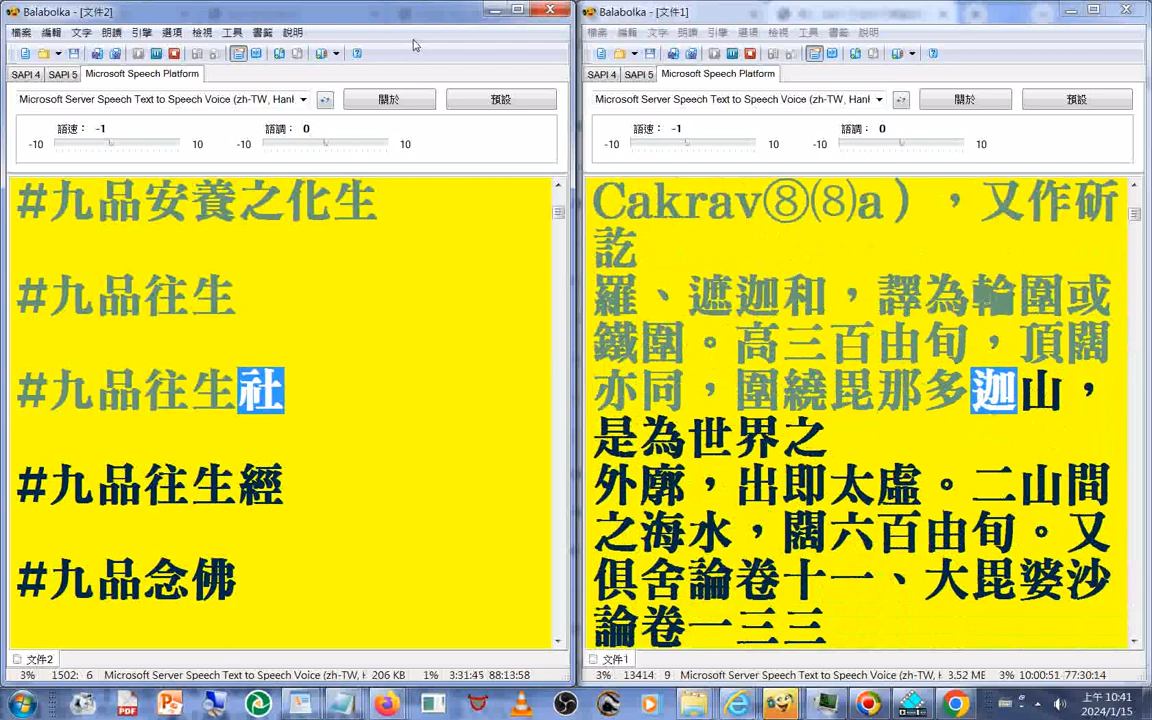 Balabolka - [文件2]
檔案 編輯 文字 朗讀 引擎 選項 檢視 工具 書籤 說明
SAPI 4 SAPI 5 Microsoft Speech Platform
Microsoft Server Speech Text to Speech Voice (zh-TW, Hanl
關於 預設
語速： -1 語調： 0
-10 10 -10 10
#九品安養之化生
#九品往生
#九品往生社
#九品往生經
#九品念佛
文件2
3% 1502: 6 Microsoft Server Speech Text to Speech Voice (zh-TW, H 206 KB 1% 3:31:45 88:13:58
Balabolka - [文件1]
檔案 編輯 文字 朗讀 引擎 選項 檢視 工具 書籤 說明
SAPI 4 SAPI 5 Microsoft Speech Platform
Microsoft Server Speech Text to Speech Voice (zh-TW, Hanl
關於 預設
語速： -1 語調： 0
-10 10 -10 10
Cakrav⑧⑻a），又作斫
訖
羅、遮迦和，譯為輪圍或
鐵圍。高三百由旬，頂闊
亦同，圍繞毘那多迦山，
是為世界之
外廓，出即太虛。二山間
之海水，闊六百由旬。又
俱舍論卷十一、大毘婆沙
論卷一三三
文件1
3% 13414: 9 Microsoft Server Speech Text to Speech Voice (zh-TW, H 3.52 MB 3% 10:00:51 77:30:14
上午 10:41
2024/1/15